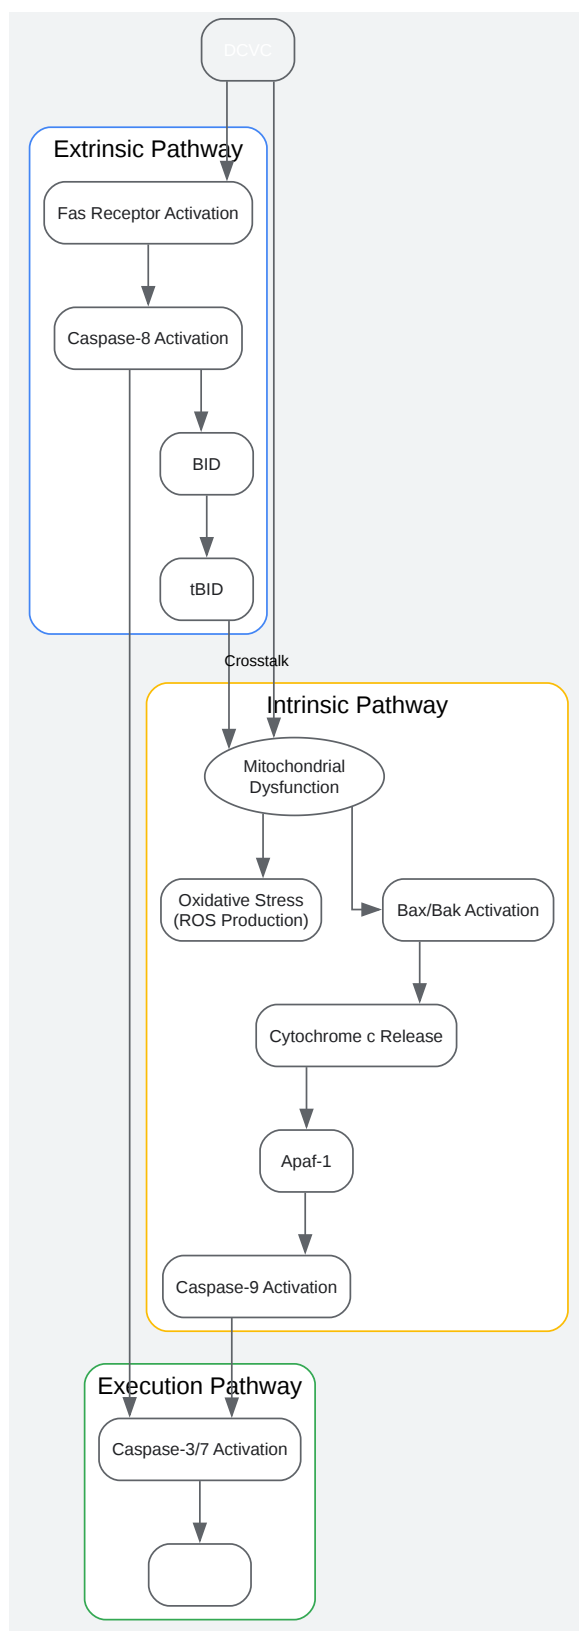 DCVC
Extrinsic Pathway
Fas Receptor Activation
Caspase-8 Activation
BID
tBID
Crosstalk
Intrinsic Pathway
Mitochondrial
Dysfunction
Oxidative Stress
(ROS Production)
Bax/Bak Activation
Cytochrome c Release
Apaf-1
Caspase-9 Activation
Execution Pathway
Caspase-3/7 Activation